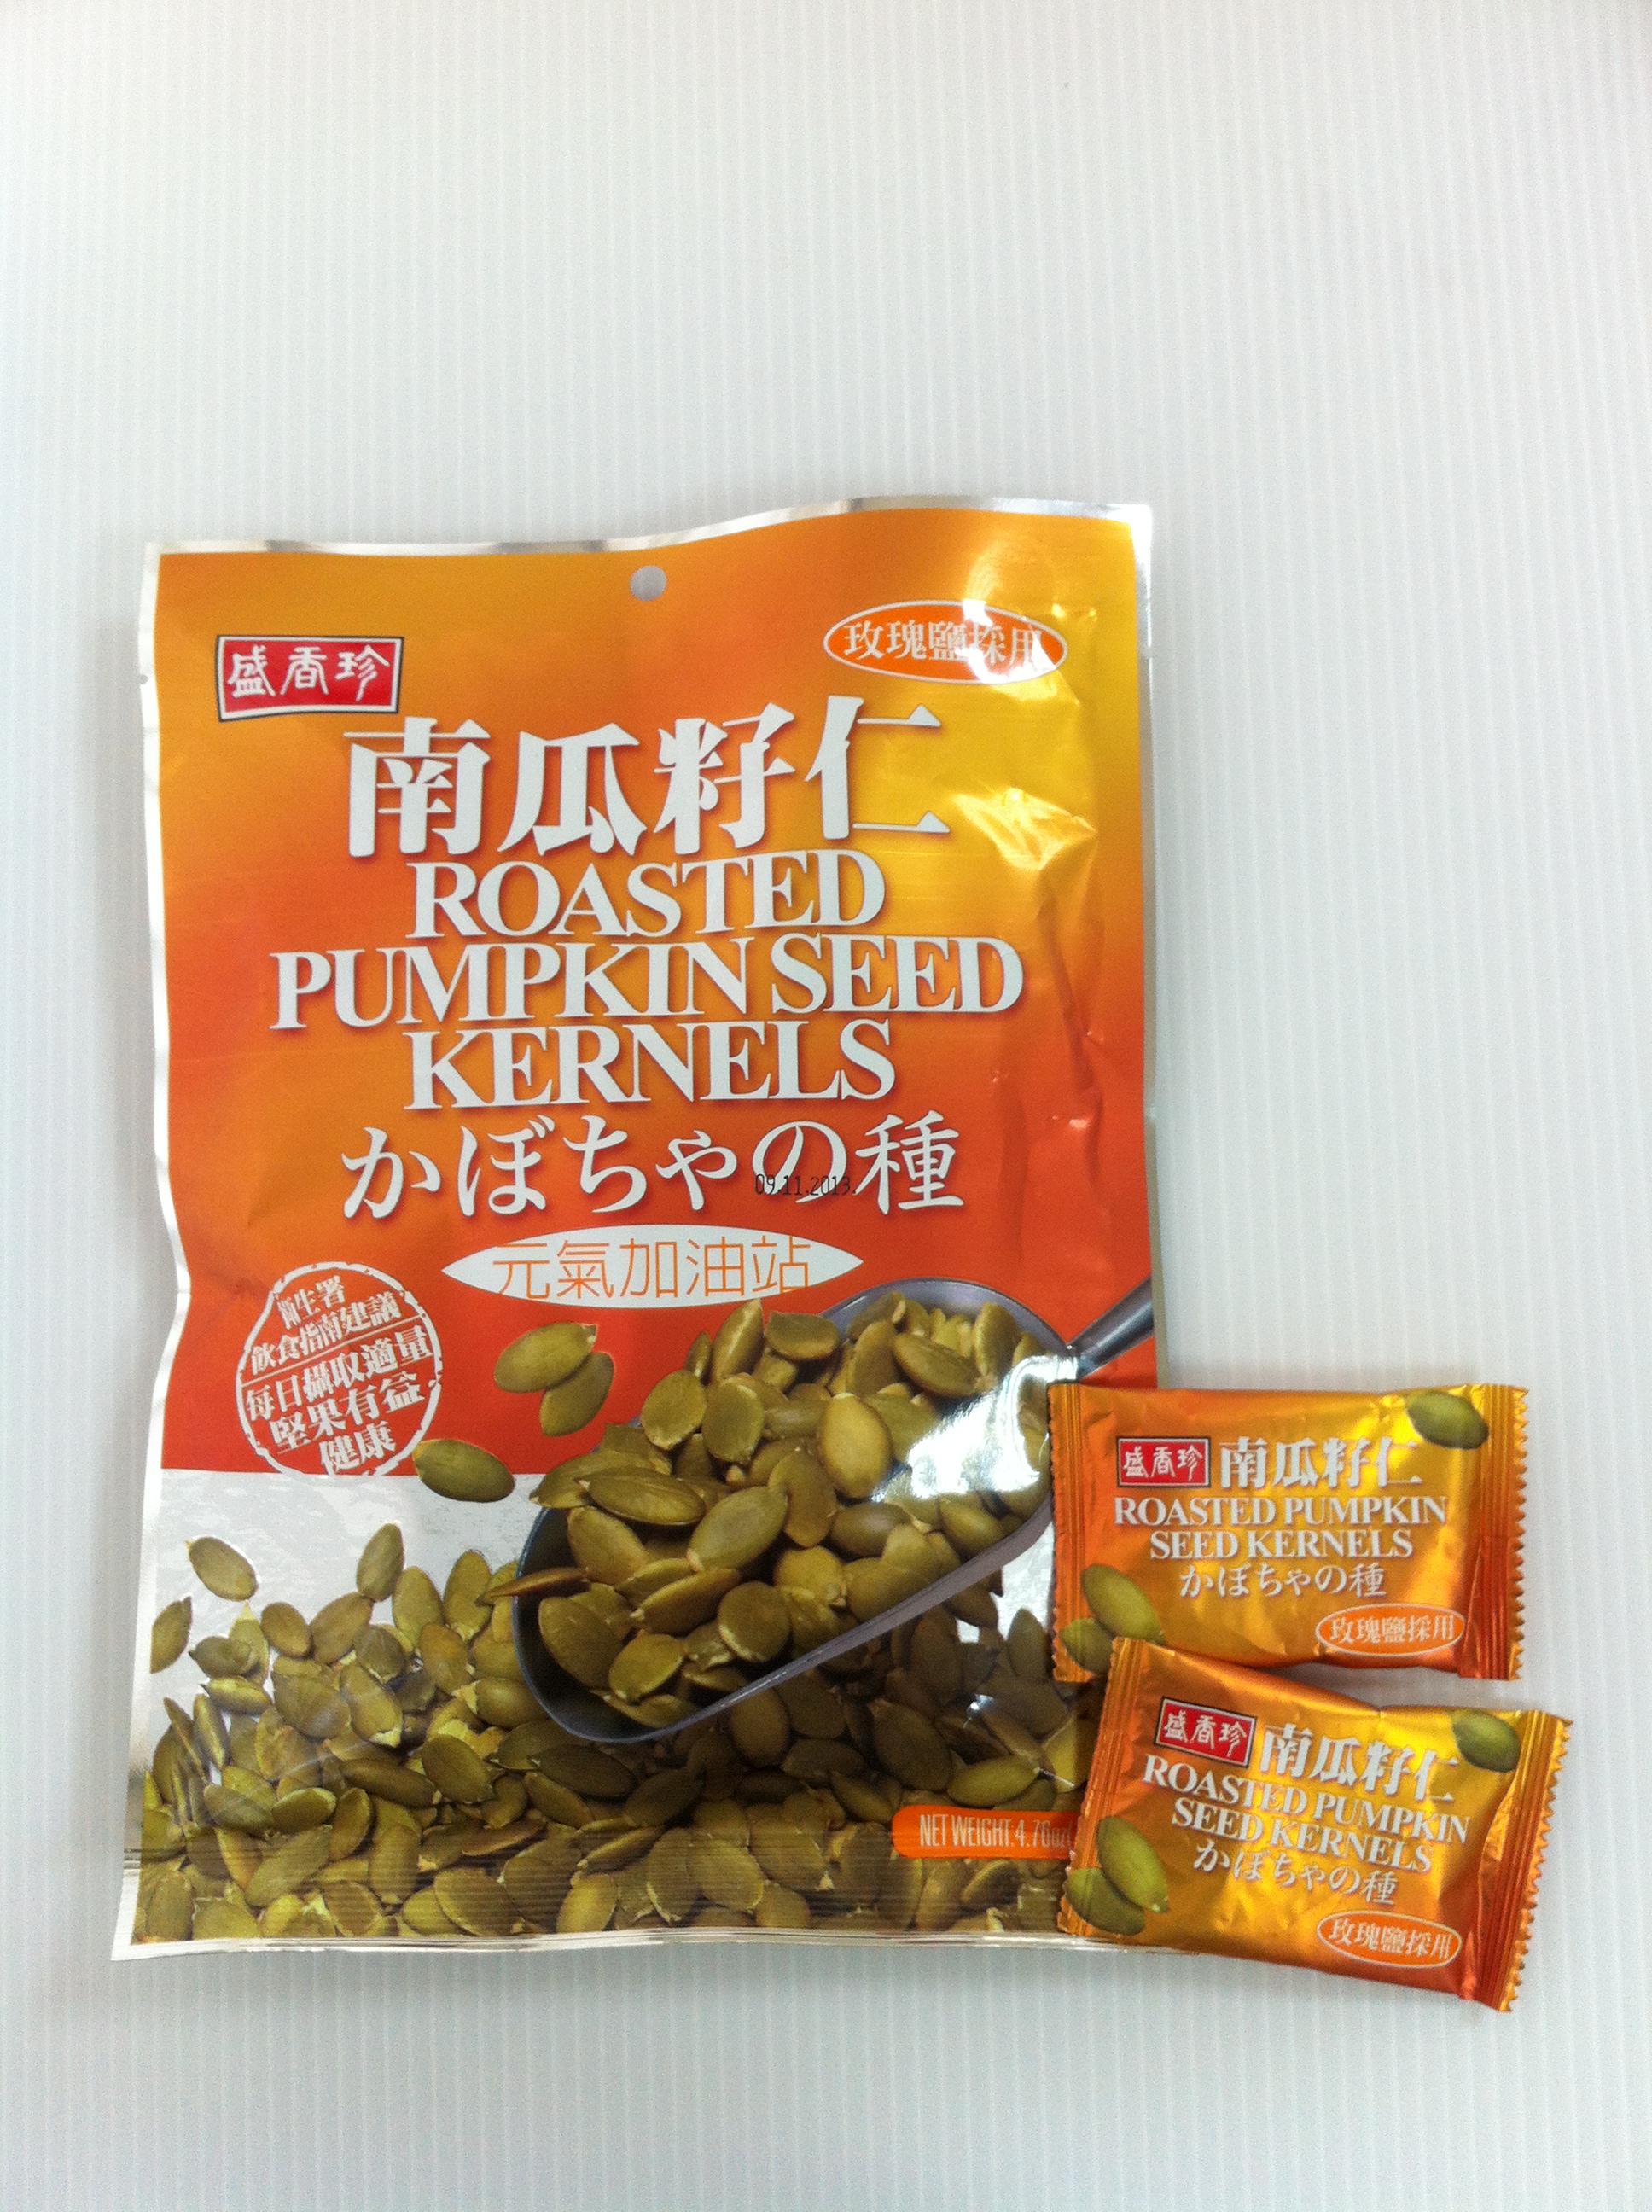 盛香珍
玫瑰鹽採用
南瓜籽仁
ROASTED
PUMPKIN SEED
KERNELS
かぼちゃの種
09.11.2013.
元氣加油站
衛生署
飲食指南建議
每日攝取適量
堅果有益
健康
NET WEIGHT.4.76oz
盛香珍 南瓜籽仁
ROASTED PUMPKIN
SEED KERNELS
かぼちゃの種
玫瑰鹽採用
盛香珍 南瓜籽仁
ROASTED PUMPKIN
SEED KERNELS
かぼちゃの種
玫瑰鹽採用